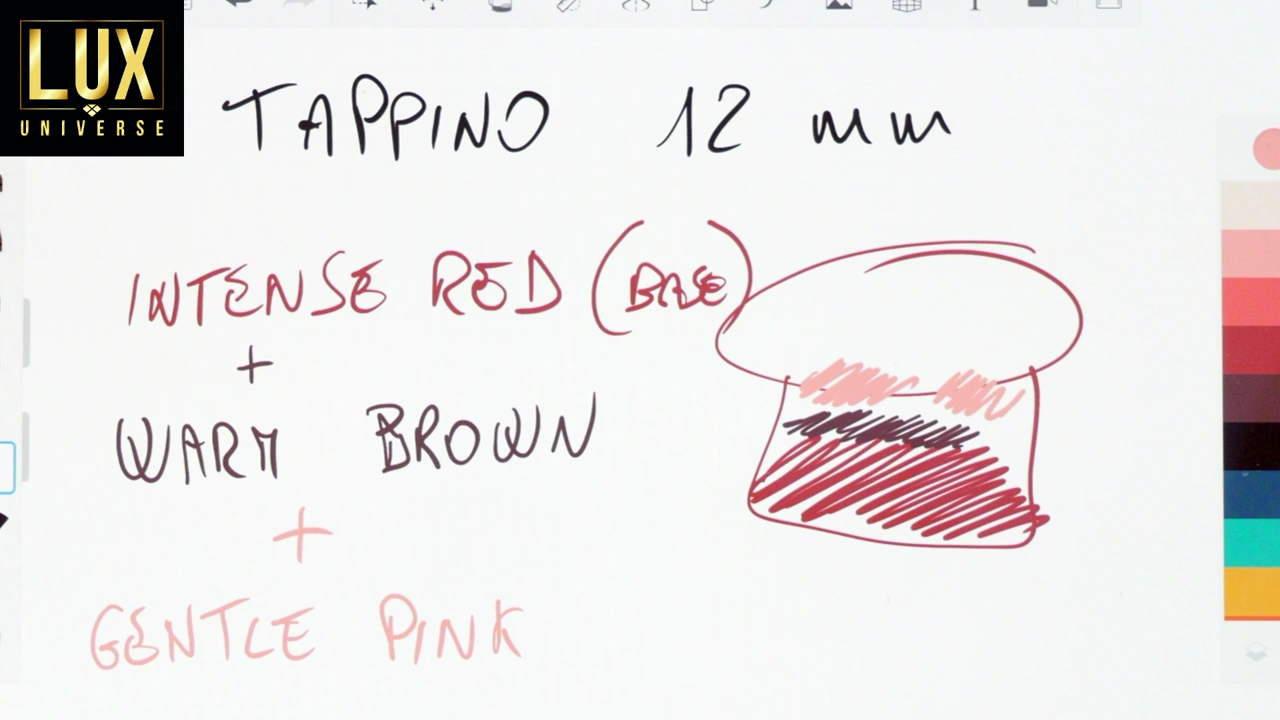 LUX
UNIVERSE
TAPPINO 12 mm
INTENSE RED (BASE)
+
WARM BROWN
+
GENTLE PINK